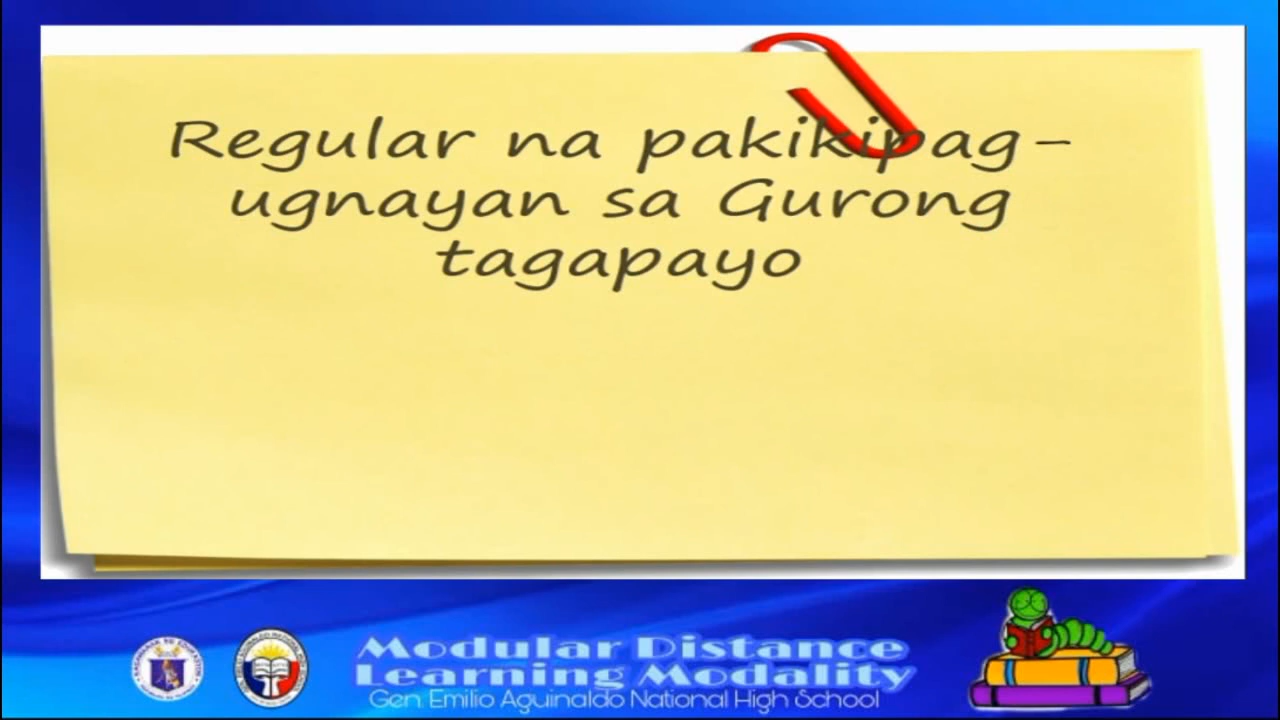 Regular na pakikipag-
ugnayan sa Gurong
tagapayo
Modular Distance
Learning Modality
Gen. Emilio Aguinaldo National High School